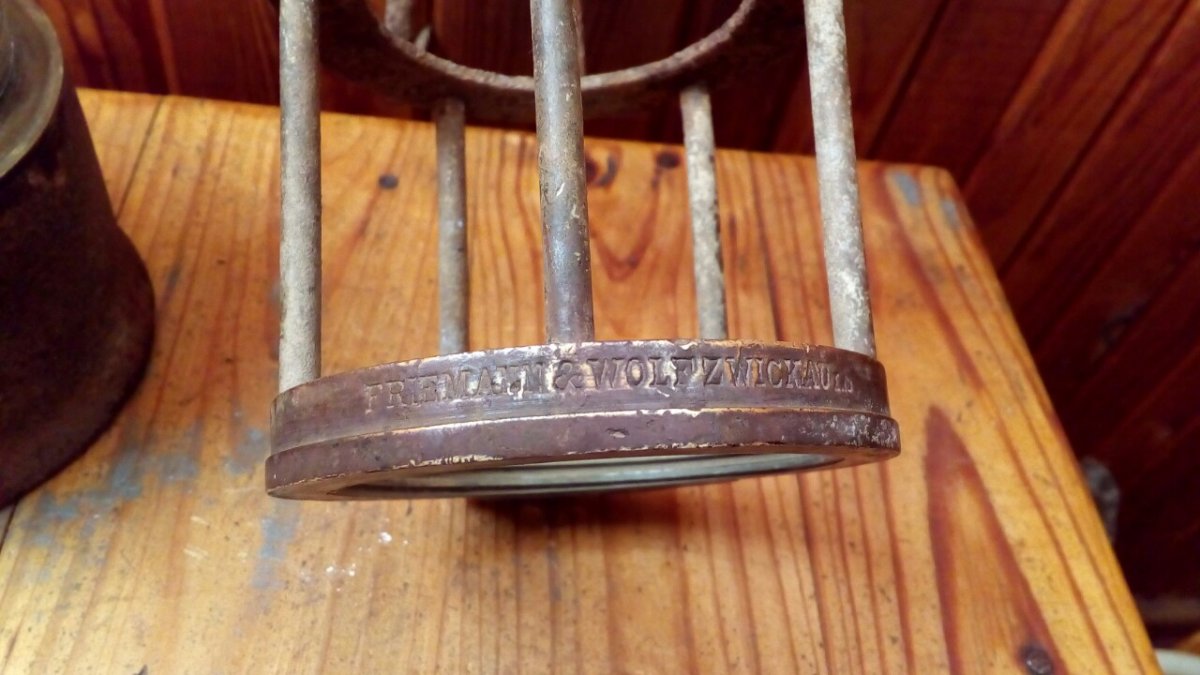 FRIEMANN & WOLF ZWICKAU i.S